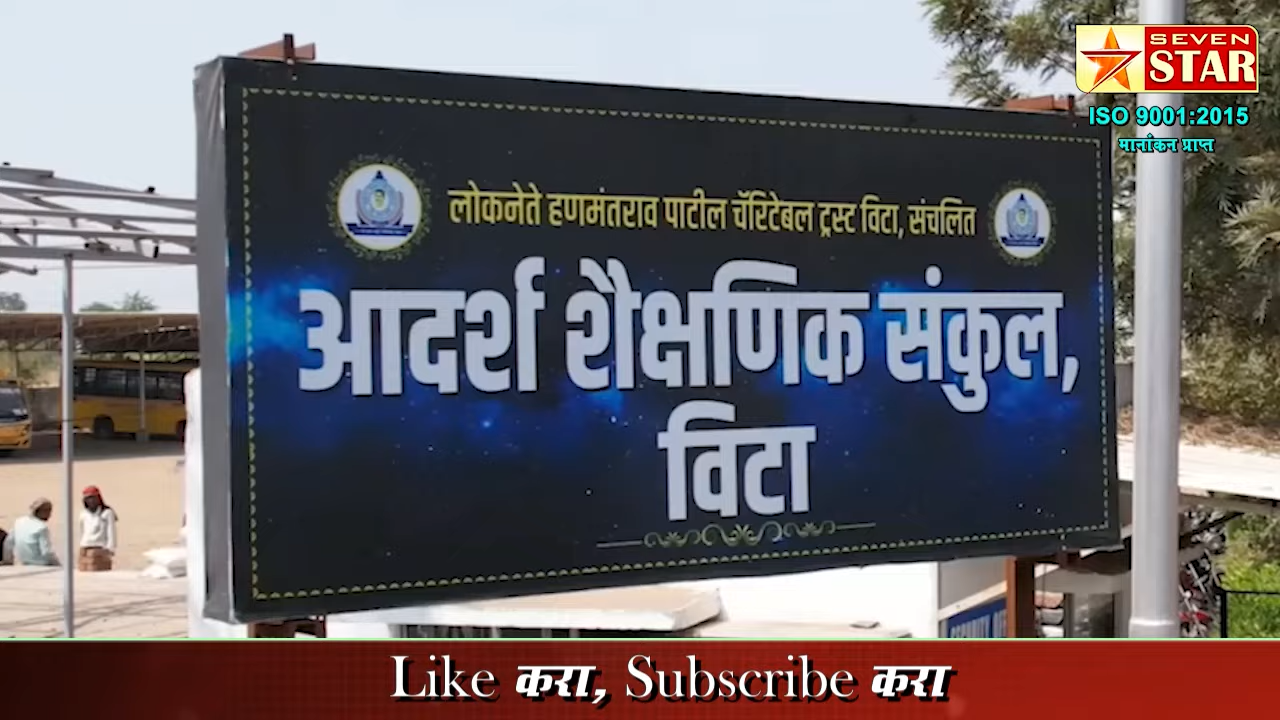 SEVEN
STAR
ISO 9001:2015
मानांकन प्राप्त
लोकनेते हणमंतराव पाटील चॅरिटेबल ट्रस्ट विटा, संचलित
आदर्श शैक्षणिक संकुल,
विटा
Like करा, Subscribe करा